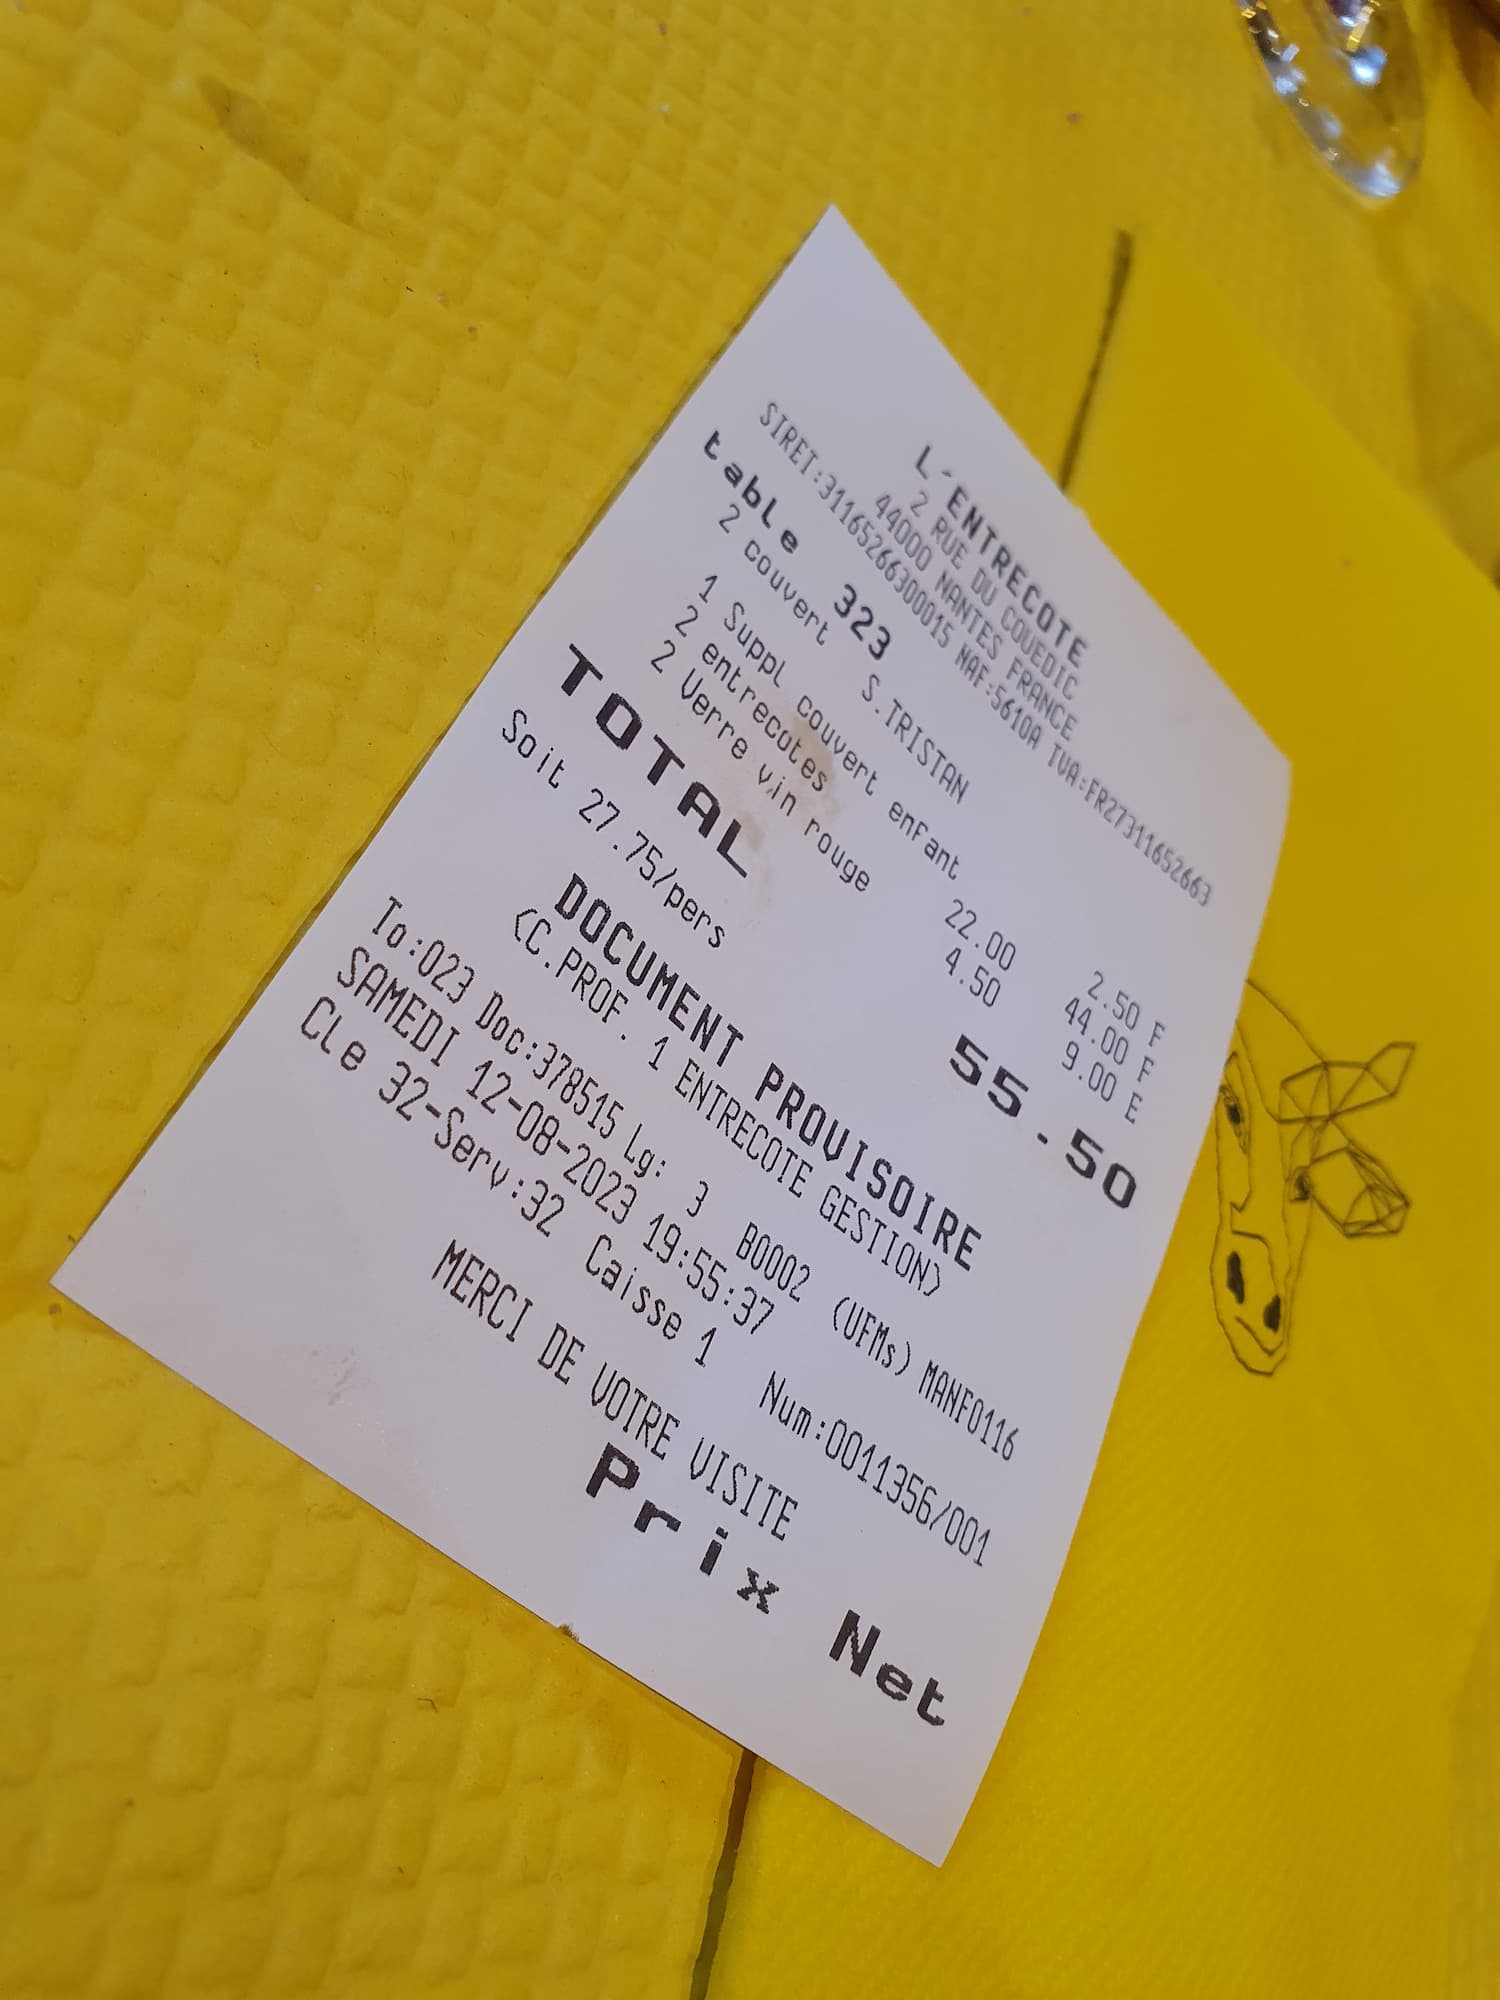 L'ENTRECOTE
2 RUE DU COUEDIC
44000 NANTES FRANCE
SIRET:31165266300015 NAF:5610A TVA:FR27311652663
table 323
2 couvert S.TRISTAN
1 Suppl couvert enfant 2.50 F
2 entrecotes 22.00 44.00 F
2 Verre vin rouge 4.50 9.00 E
TOTAL 55.50
Soit 27.75/pers
DOCUMENT PROVISOIRE
(C.PROF. 1 ENTRECOTE GESTION)
To:023 Doc:378515 Lg: 3 B0002 (UFMs) MANF0116
SAMEDI 12-08-2023 19:55:37
Cle 32-Serv:32 Caisse 1 Num:0011356/001
MERCI DE VOTRE VISITE
Prix Net